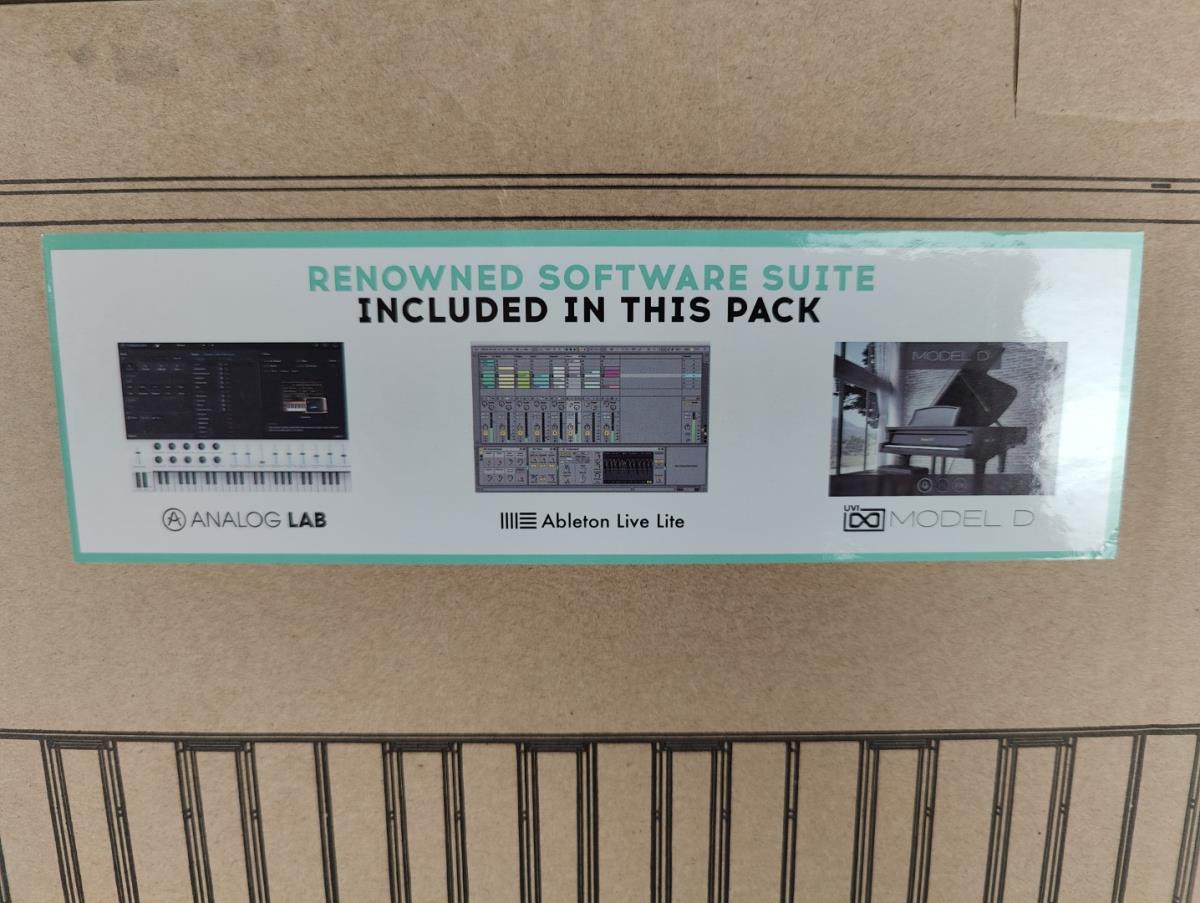 RENOWNED SOFTWARE SUITE
INCLUDED IN THIS PACK
MODEL D
ANALOG LAB
Ableton Live Lite
UVI
MODEL D